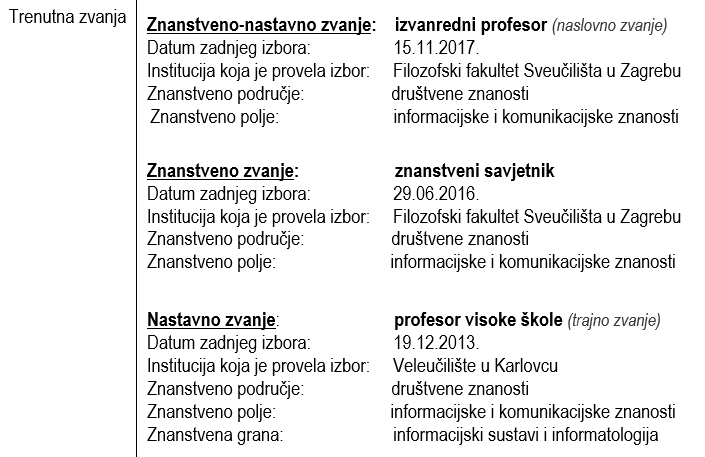 Trenutna zvanja
Znanstveno-nastavno zvanje: izvanredni profesor (naslovno zvanje)
Datum zadnjeg izbora: 15.11.2017.
Institucija koja je provela izbor: Filozofski fakultet Sveučilišta u Zagrebu
Znanstveno područje: društvene znanosti
Znanstveno polje: informacijske i komunikacijske znanosti
Znanstveno zvanje: znanstveni savjetnik
Datum zadnjeg izbora: 29.06.2016.
Institucija koja je provela izbor: Filozofski fakultet Sveučilišta u Zagrebu
Znanstveno područje: društvene znanosti
Znanstveno polje: informacijske i komunikacijske znanosti
Nastavno zvanje: profesor visoke škole (trajno zvanje)
Datum zadnjeg izbora: 19.12.2013.
Institucija koja je provela izbor: Veleučilište u Karlovcu
Znanstveno područje: društvene znanosti
Znanstveno polje: informacijske i komunikacijske znanosti
Znanstvena grana: informacijski sustavi i informatologija